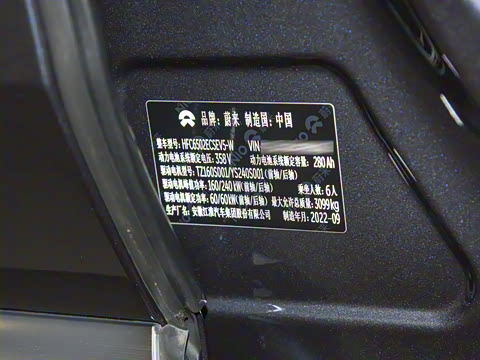 品牌: 蔚来 制造国: 中国
整车型号: HFC6502ECSEV5-W VIN
动力电池系统额定电压: 358 V 动力电池系统额定容量: 280 Ah
驱动电机型号: TZ160S001/YS240S001 (前轴/后轴)
驱动电机峰值功率: 160/240 kW (前轴/后轴) 乘坐人数: 6人
驱动电机额定功率: 60/60 kW (前轴/后轴) 最大允许总质量: 3099kg
生产厂名: 安徽江淮汽车集团股份有限公司 制造年月: 2022-09